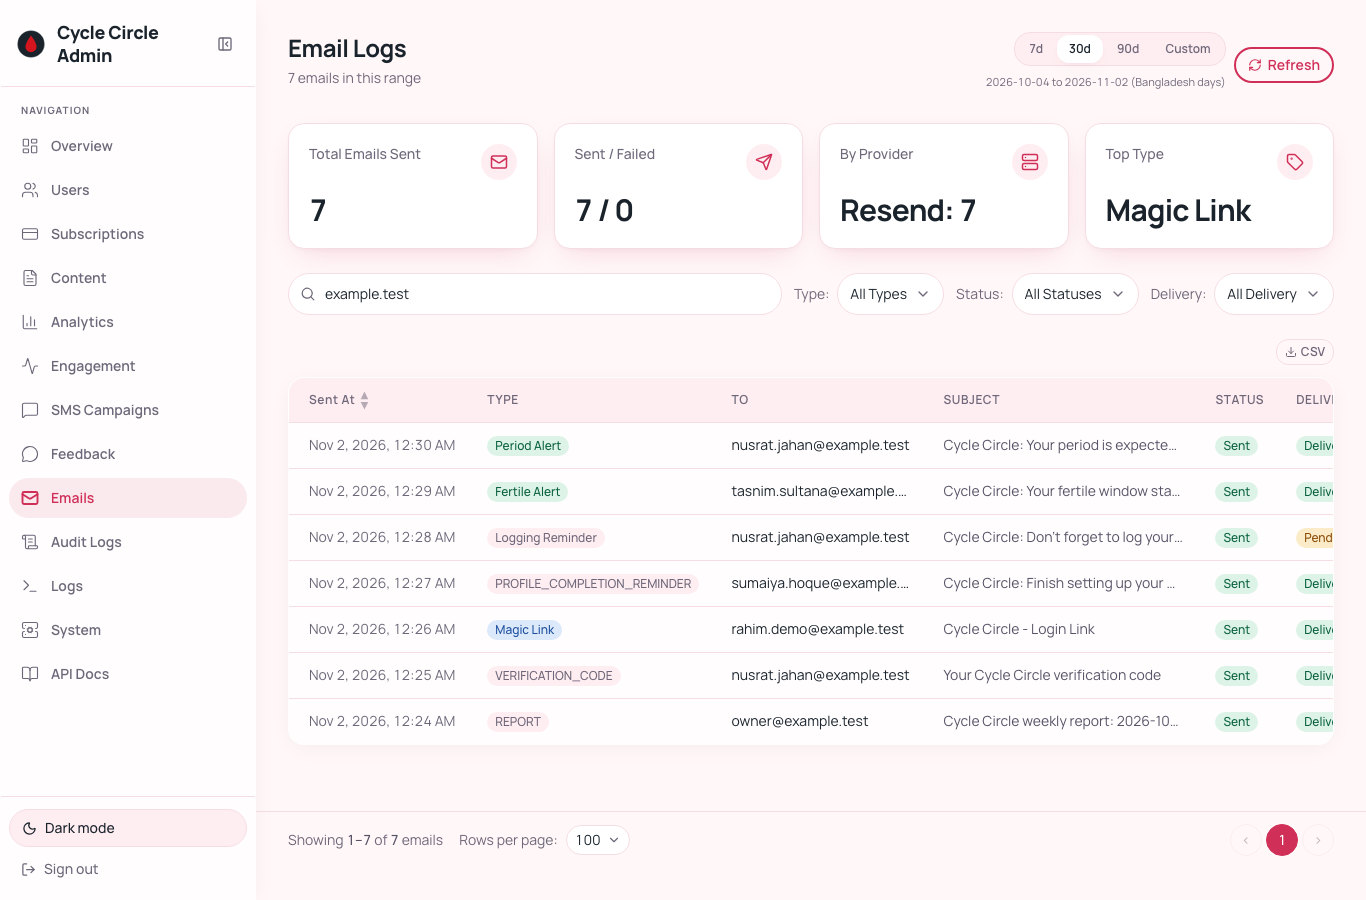 Cycle Circle
Admin
NAVIGATION
Overview
Users
Subscriptions
Content
Analytics
Engagement
SMS Campaigns
Feedback
Emails
Audit Logs
Logs
System
API Docs
Dark mode
Sign out
Email Logs
7 emails in this range
7d 30d 90d Custom
2026-10-04 to 2026-11-02 (Bangladesh days)
Refresh
Total Emails Sent
7
Sent / Failed
7 / 0
By Provider
Resend: 7
Top Type
Magic Link
example.test
Type: All Types Status: All Statuses Delivery: All Delivery
CSV
Sent At TYPE TO SUBJECT STATUS DELIV
Nov 2, 2026, 12:30 AM Period Alert nusrat.jahan@example.test Cycle Circle: Your period is expecte... Sent Deliv
Nov 2, 2026, 12:29 AM Fertile Alert tasnim.sultana@example.... Cycle Circle: Your fertile window sta... Sent Deliv
Nov 2, 2026, 12:28 AM Logging Reminder nusrat.jahan@example.test Cycle Circle: Don't forget to log your... Sent Pend
Nov 2, 2026, 12:27 AM PROFILE_COMPLETION_REMINDER sumaiya.hoque@example.... Cycle Circle: Finish setting up your ... Sent Deliv
Nov 2, 2026, 12:26 AM Magic Link rahim.demo@example.test Cycle Circle - Login Link Sent Deliv
Nov 2, 2026, 12:25 AM VERIFICATION_CODE nusrat.jahan@example.test Your Cycle Circle verification code Sent Deliv
Nov 2, 2026, 12:24 AM REPORT owner@example.test Cycle Circle weekly report: 2026-10... Sent Deliv
Showing 1–7 of 7 emails Rows per page: 100
‹ 1 ›